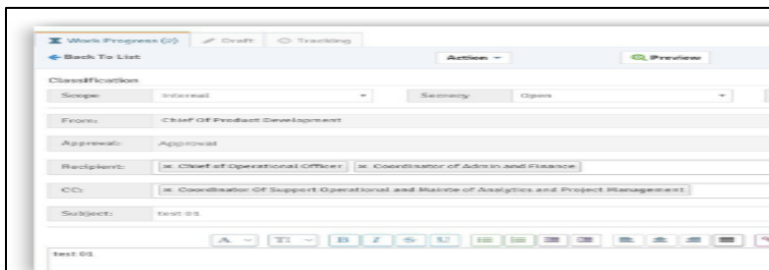 Work Progress (2) Draft Tracking
Back To List Action Preview
Classification
Scope Internal Secrecy Open
From: Chief Of Product Development
Approval: Approval
Recipient: × Chief of Operational Officer × Coordinator of Admin and Finance
CC: × Coordinator Of Support Operational and Mainte of Analytics and Project Management
Subject: test 01
A T B I S U
test 01